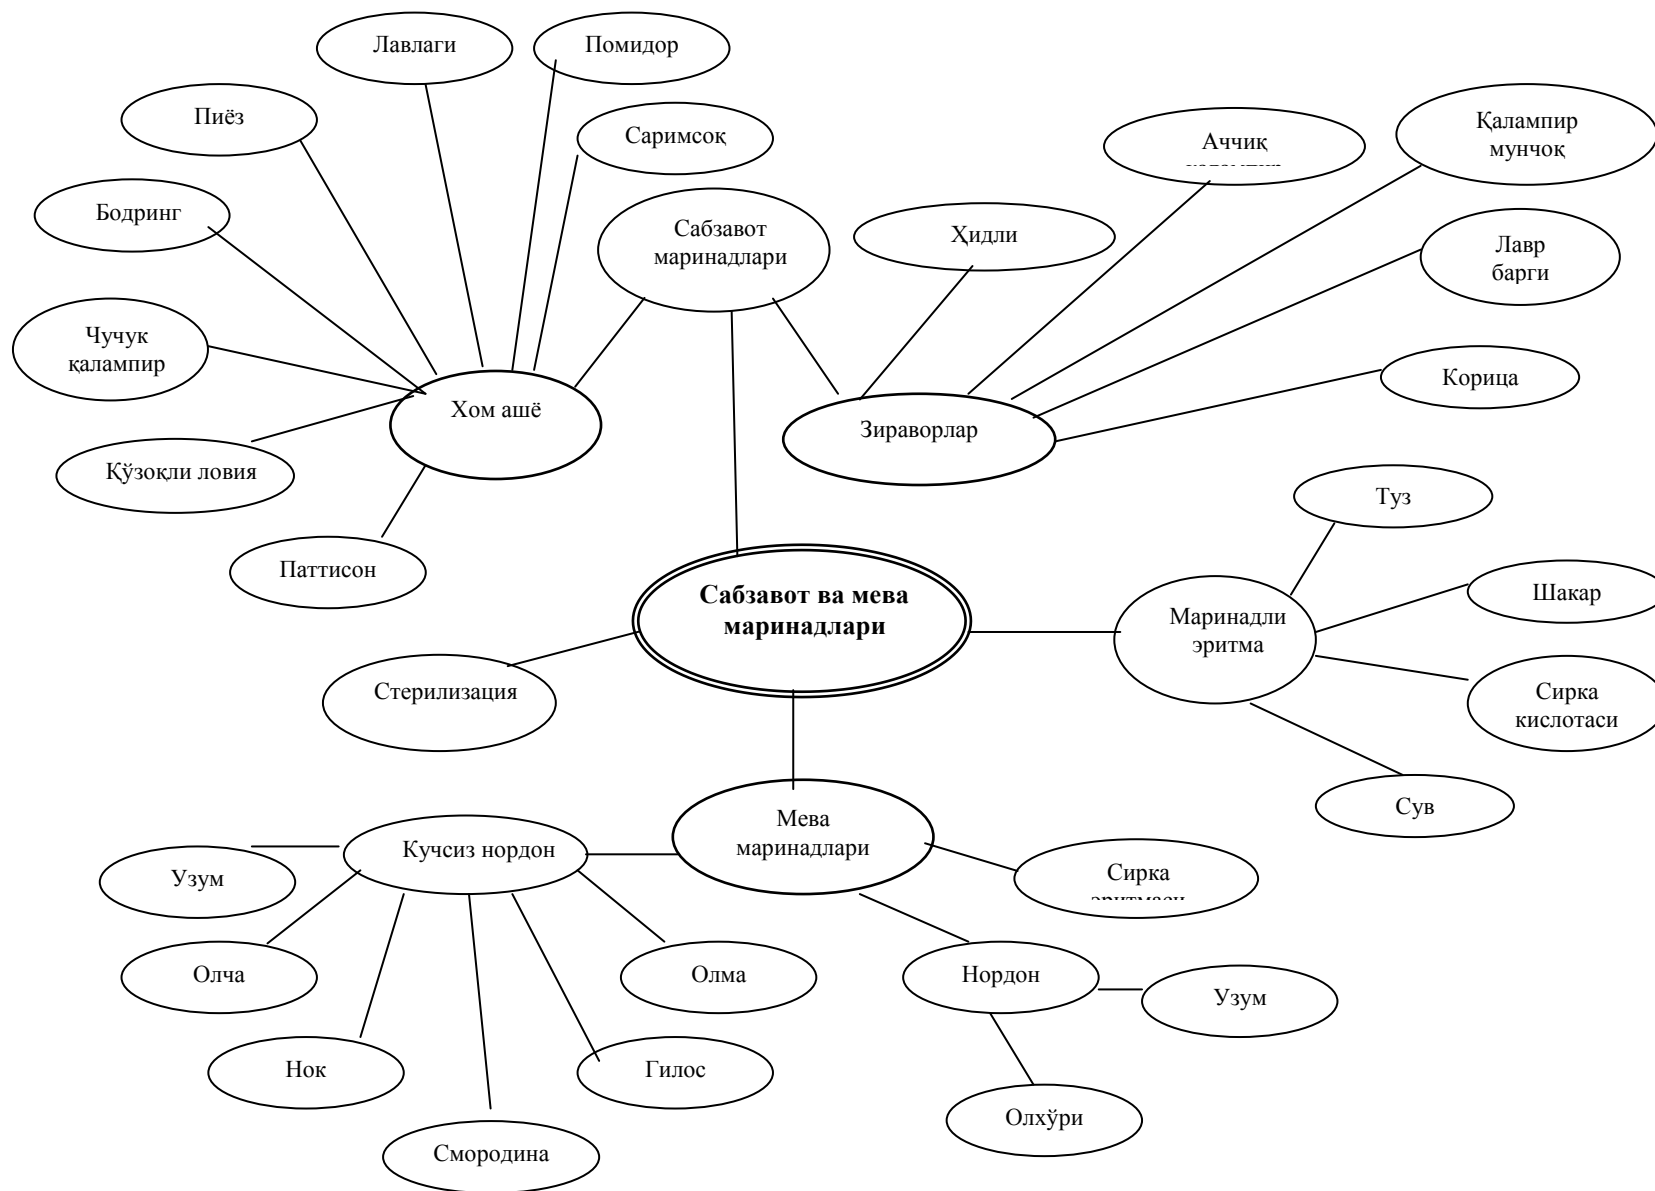 Лавлаги
Помидор
Пиёз
Саримсоқ
Аччиқ
Қалампир
мунчоқ
Бодринг
Сабзавот
маринадлари
Ҳидли
Лавр
барги
Чучук
қалампир
Хом ашё
Зираворлар
Корица
Қўзоқли ловия
Туз
Паттисон
Сабзавот ва мева
маринадлари
Маринадли
эритма
Шакар
Стерилизация
Сирка
кислотаси
Сув
Мева
маринадлари
Кучсиз нордон
Узум
Сирка
Олча
Олма
Нордон
Узум
Нок
Гилос
Олхўри
Смородина